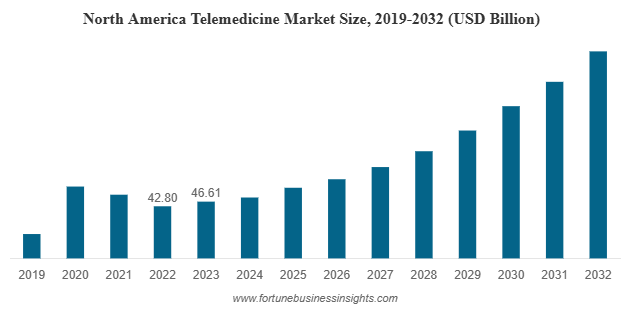 North America Telemedicine Market Size, 2019-2032 (USD Billion)
42.80 46.61
2019 2020 2021 2022 2023 2024 2025 2026 2027 2028 2029 2030 2031 2032
www.fortunebusinessinsights.com